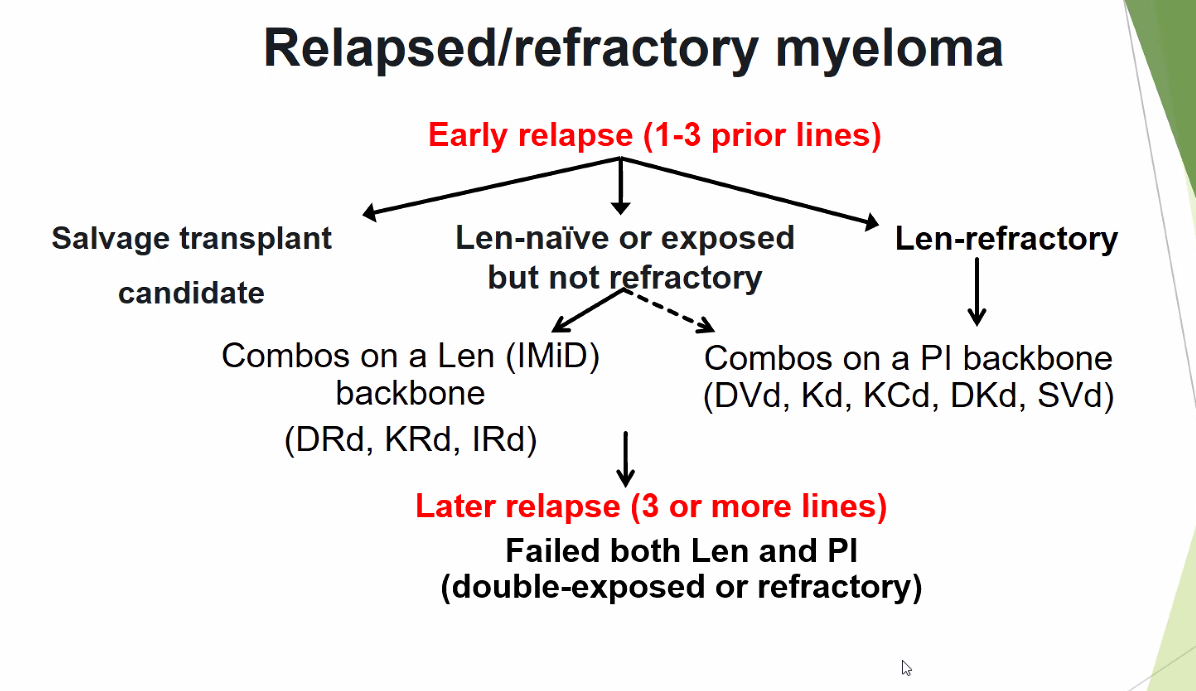 Relapsed/refractory myeloma
Early relapse (1-3 prior lines)
Salvage transplant
candidate
Len-naïve or exposed
but not refractory
Len-refractory
Combos on a Len (IMiD)
backbone
(DRd, KRd, IRd)
Combos on a PI backbone
(DVd, Kd, KCd, DKd, SVd)
Later relapse (3 or more lines)
Failed both Len and PI
(double-exposed or refractory)